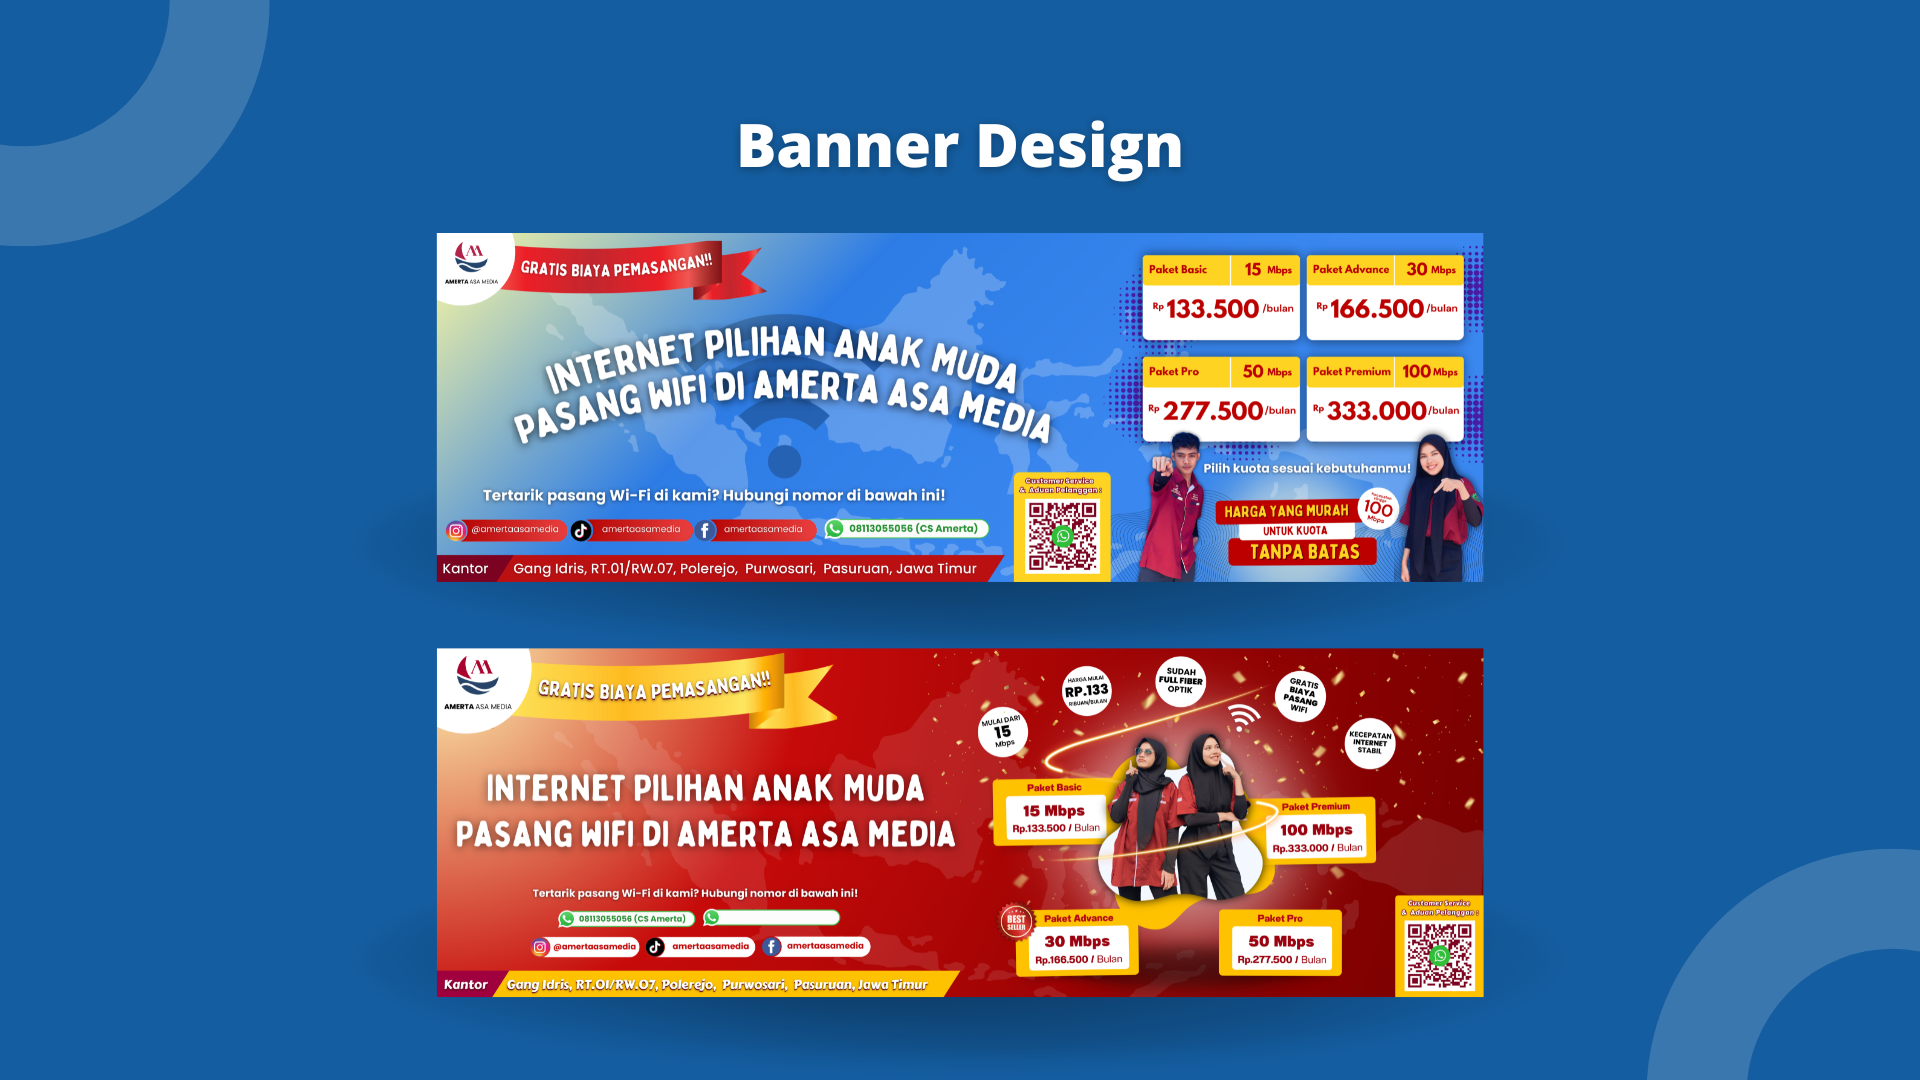 Banner Design
AMERTA ASA MEDIA
GRATIS BIAYA PEMASANGAN!!
INTERNET PILIHAN ANAK MUDA
PASANG WIFI DI AMERTA ASA MEDIA
Tertarik pasang Wi-Fi di kami? Hubungi nomor di bawah ini!
@amertaasamedia
amertaasamedia
amertaasamedia
08113055056 (CS Amerta)
Kantor Gang Idris, RT.01/RW.07, Polerejo, Purwosari, Pasuruan, Jawa Timur
Customer Service
& Aduan Pelanggan :
Paket Basic 15 Mbps
Rp 133.500 /bulan
Paket Advance 30 Mbps
Rp 166.500 /bulan
Paket Pro 50 Mbps
Rp 277.500 /bulan
Paket Premium 100 Mbps
Rp 333.000 /bulan
Pilih kuota sesuai kebutuhanmu!
HARGA YANG MURAH
UNTUK KUOTA
TANPA BATAS
Kecepatan
100
Mbps
AMERTA ASA MEDIA
GRATIS BIAYA PEMASANGAN!!
INTERNET PILIHAN ANAK MUDA
PASANG WIFI DI AMERTA ASA MEDIA
Tertarik pasang Wi-Fi di kami? Hubungi nomor di bawah ini!
08113055056 (CS Amerta)
@amertaasamedia
amertaasamedia
amertaasamedia
Kantor Gang Idris, RT.01/RW.07, Polerejo, Purwosari, Pasuruan, Jawa Timur
MULAI DARI
15
Mbps
HARGA MULAI
RP.133
RIBUAN/BULAN
SUDAH
FULL FIBER
OPTIK
GRATIS
BIAYA
PASANG
WIFI
KECEPATAN
INTERNET
STABIL
Paket Basic
15 Mbps
Rp.133.500 / Bulan
Paket Premium
100 Mbps
Rp.333.000 / Bulan
BEST
SELLER
Paket Advance
30 Mbps
Rp.166.500 / Bulan
Paket Pro
50 Mbps
Rp.277.500 / Bulan
Customer Service
& Aduan Pelanggan :